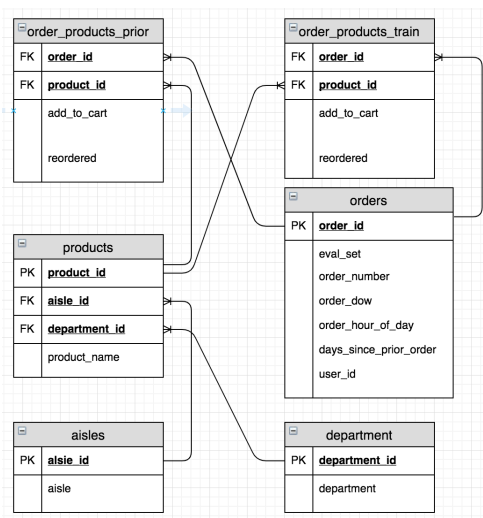 order_products_prior
FK order_id
FK product_id
add_to_cart
reordered
order_products_train
FK order_id
FK product_id
add_to_cart
reordered
orders
PK order_id
eval_set
order_number
order_dow
order_hour_of_day
days_since_prior_order
user_id
products
PK product_id
FK aisle_id
FK department_id
product_name
aisles
PK alsie_id
aisle
department
PK department_id
department